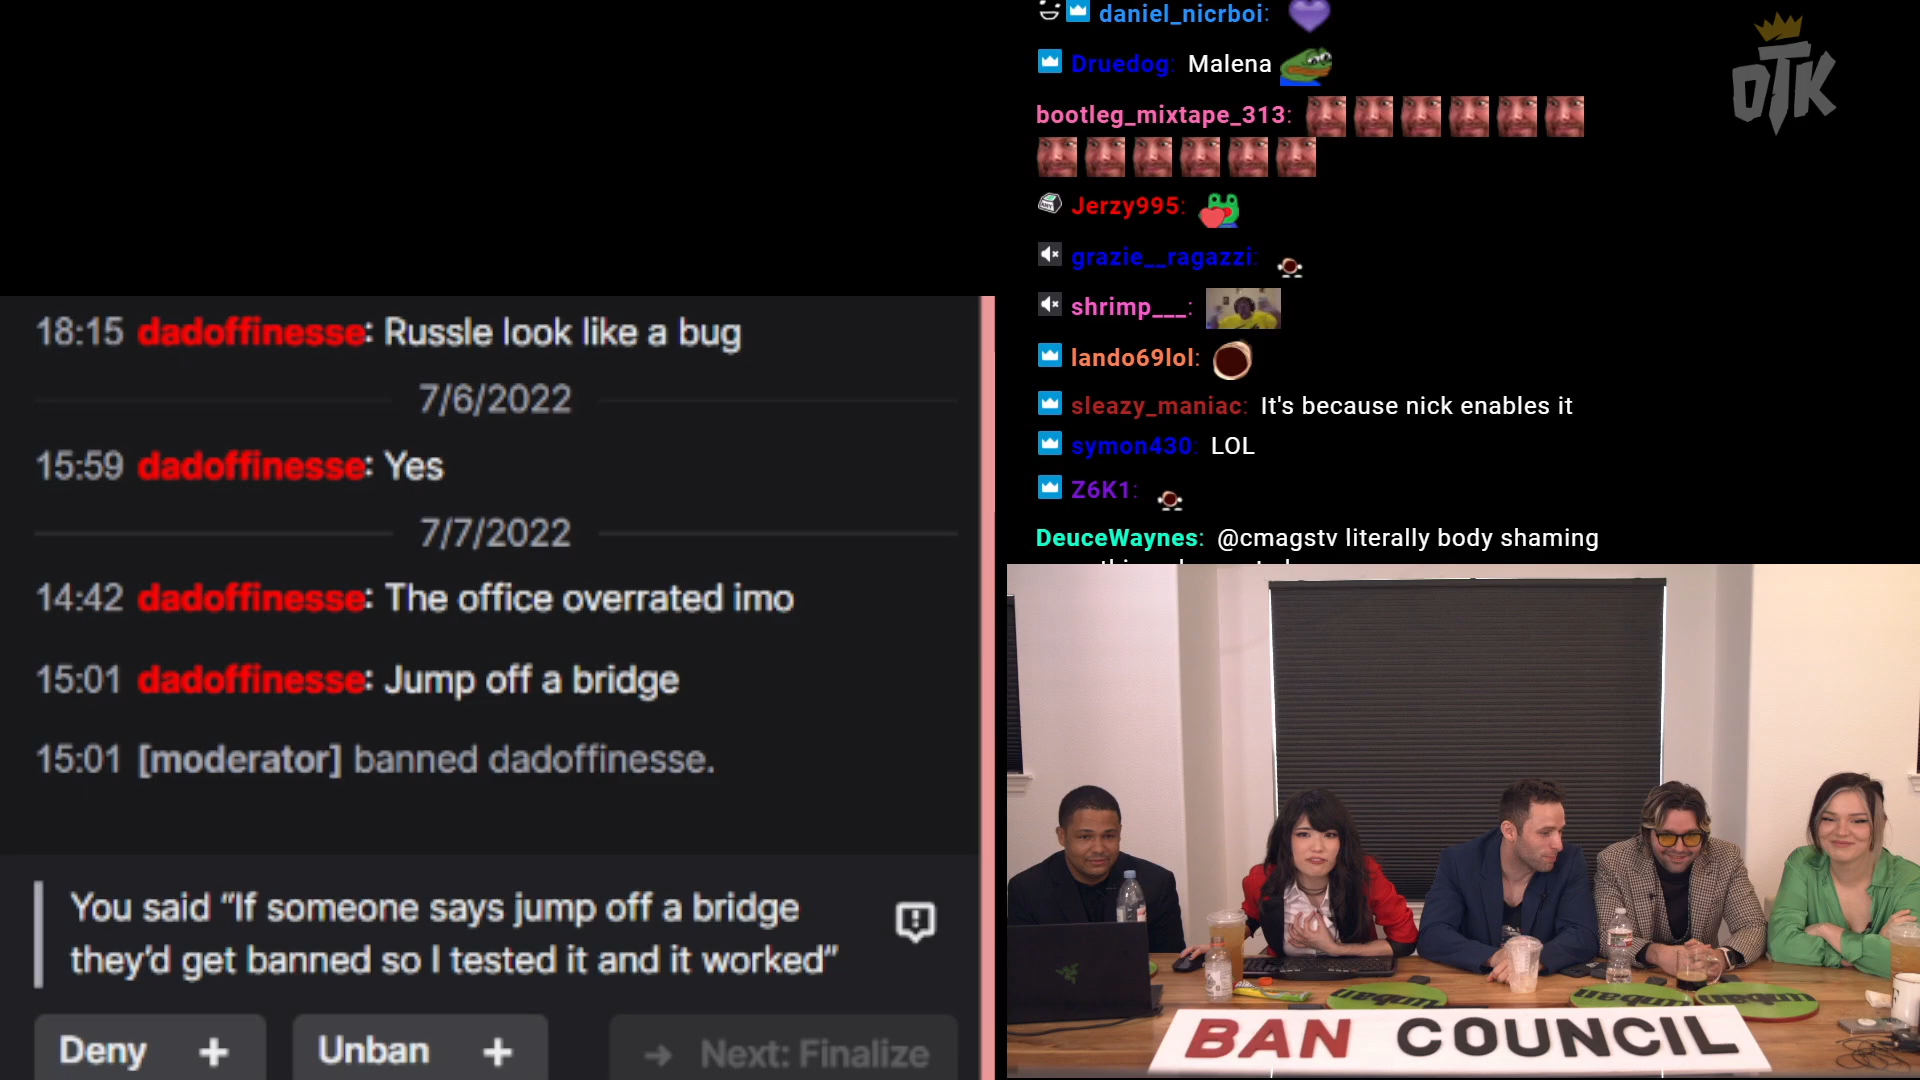 18:15 dadoffinesse: Russle look like a bug
7/6/2022
15:59 dadoffinesse: Yes
7/7/2022
14:42 dadoffinesse: The office overrated imo
15:01 dadoffinesse: Jump off a bridge
15:01 [moderator] banned dadoffinesse.
You said “If someone says jump off a bridge
they’d get banned so I tested it and it worked”
Deny +
Unban +
→ Next: Finalize
daniel_nicrboi:
Druedog: Malena
bootleg_mixtape_313:
Jerzy995:
grazie__ragazzi:
shrimp___:
lando69lol:
sleazy_maniac: It's because nick enables it
symon430: LOL
Z6K1:
DeuceWaynes: @cmagstv literally body shaming
OTK
unban
unban
unban
BAN COUNCIL